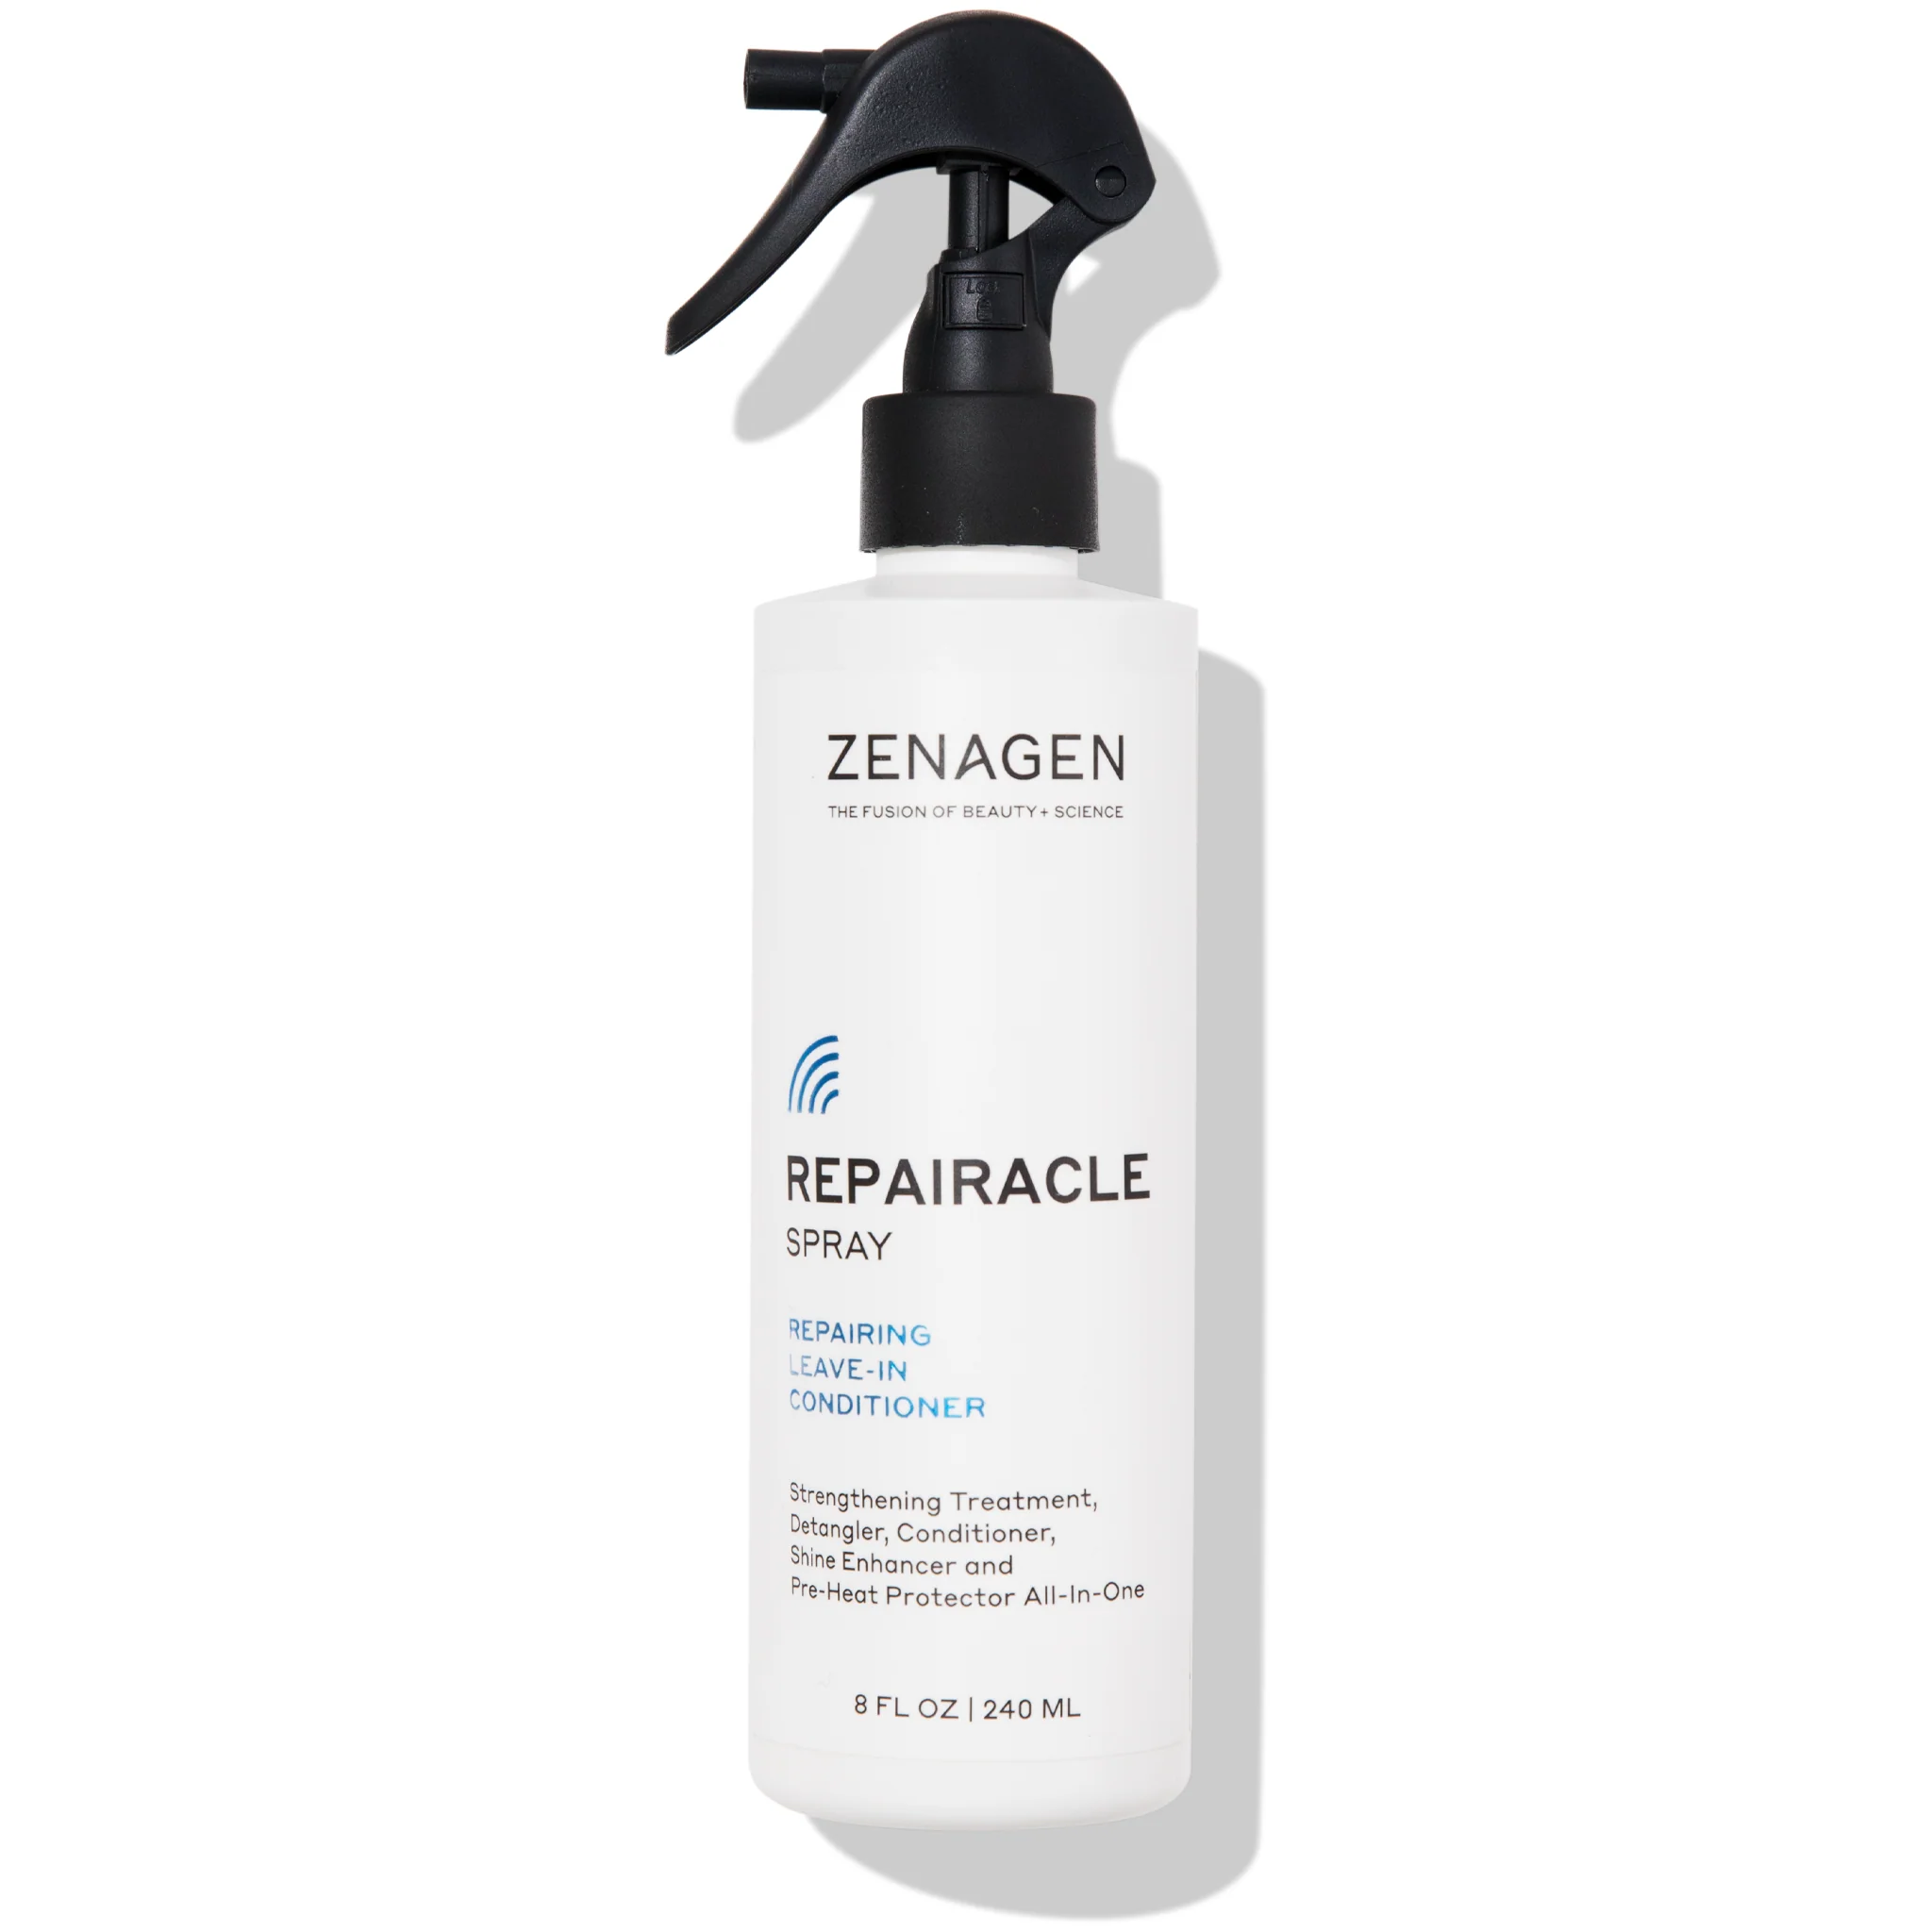 ZENAGEN
THE FUSION OF BEAUTY + SCIENCE
REPAIRACLE
SPRAY
REPAIRING
LEAVE-IN
CONDITIONER
Strengthening Treatment,
Detangler, Conditioner,
Shine Enhancer and
Pre-Heat Protector All-In-One
8 FL OZ | 240 ML